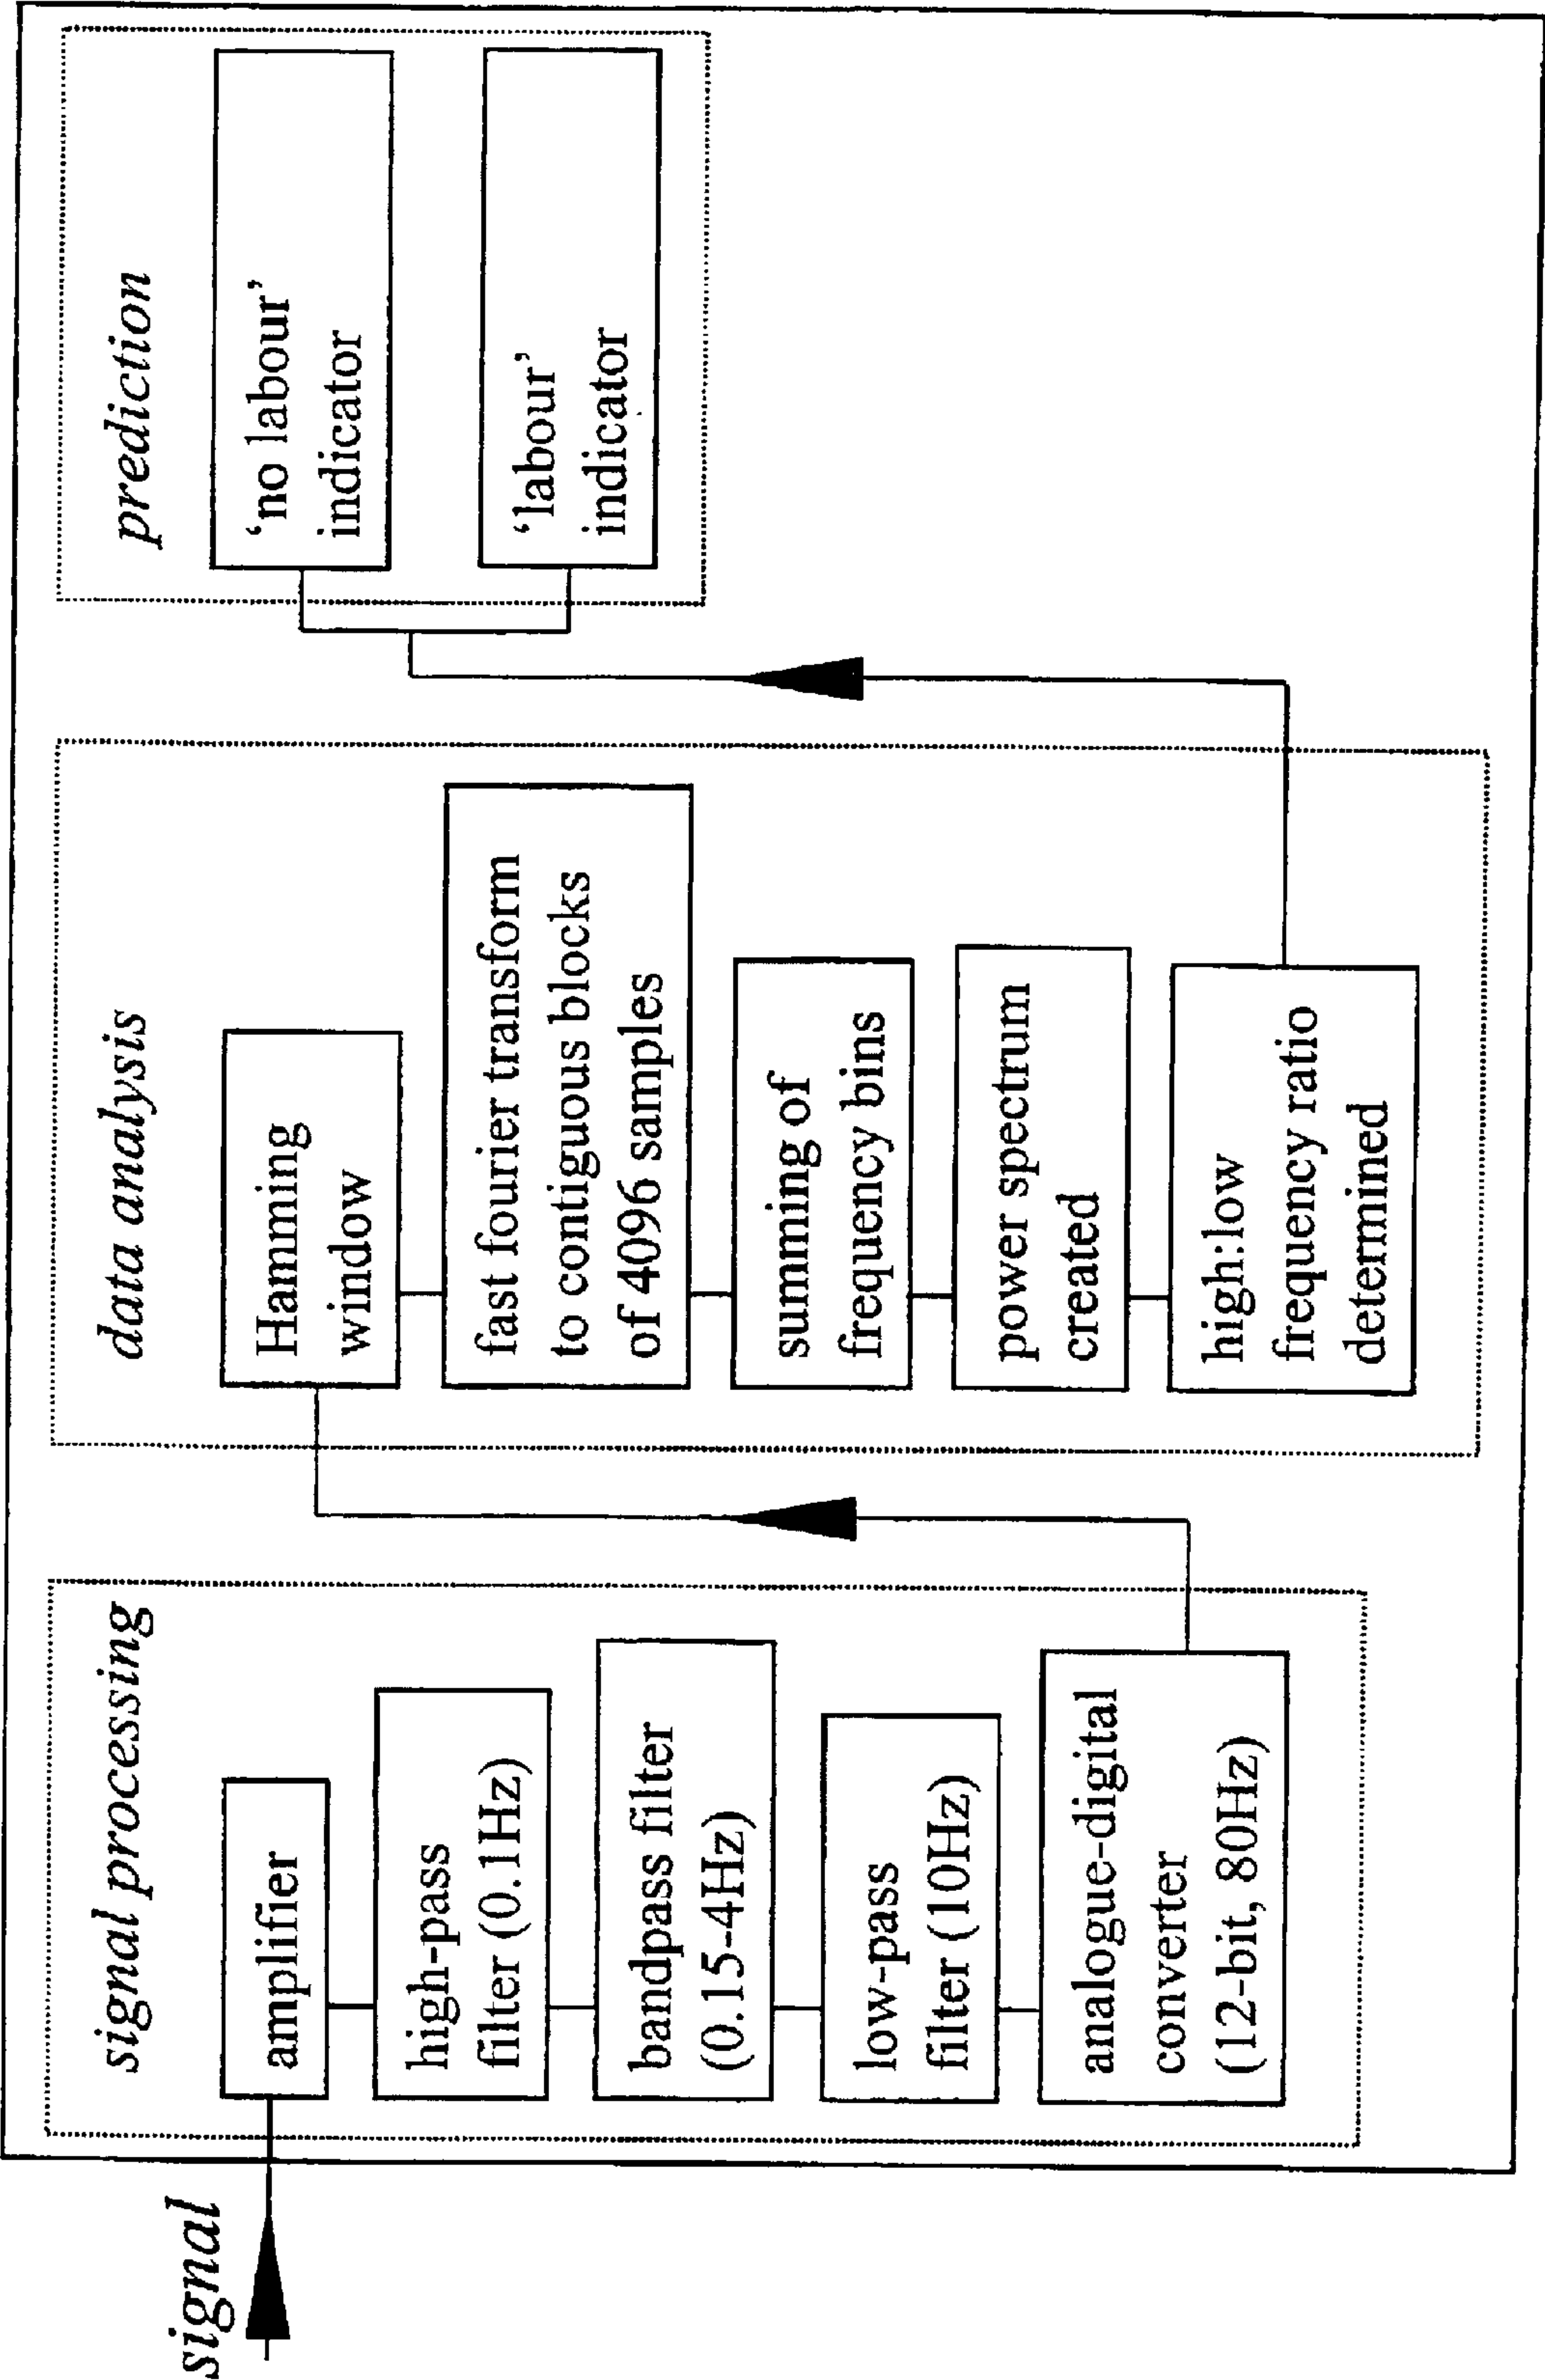 signal
signal processing
amplifier
high-pass
filter (0.1Hz)
bandpass filter
(0.15-4Hz)
low-pass
filter (10Hz)
analogue-digital
converter
(12-bit, 80Hz)
data analysis
Hamming
window
fast fourier transform
to contiguous blocks
of 4096 samples
summing of
frequency bins
power spectrum
created
high:low
frequency ratio
determined
prediction
‘no labour’
indicator
‘labour’
indicator